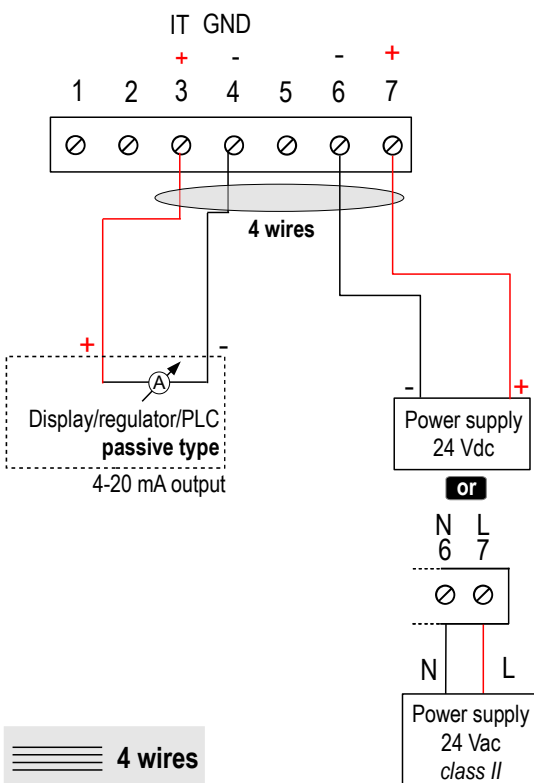 IT GND
+ - - +
1 2 3 4 5 6 7
4 wires
+ -
A
Display/regulator/PLC
passive type
4-20 mA output
- +
Power supply
24 Vdc
or
N L
6 7
N L
Power supply
24 Vac
class II
4 wires